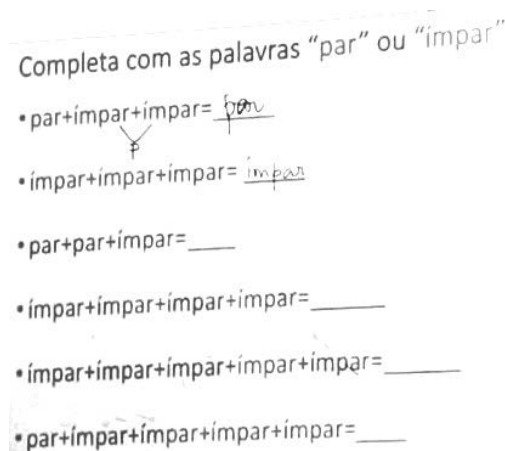 Completa com as palavras “par” ou “ímpar”
•par+ímpar+ímpar= par
p
•ímpar+ímpar+ímpar= impar
•par+par+ímpar=____
•ímpar+ímpar+ímpar+ímpar=______
•ímpar+ímpar+ímpar+ímpar+ímpar=______
•par+ímpar+ímpar+ímpar+ímpar=____